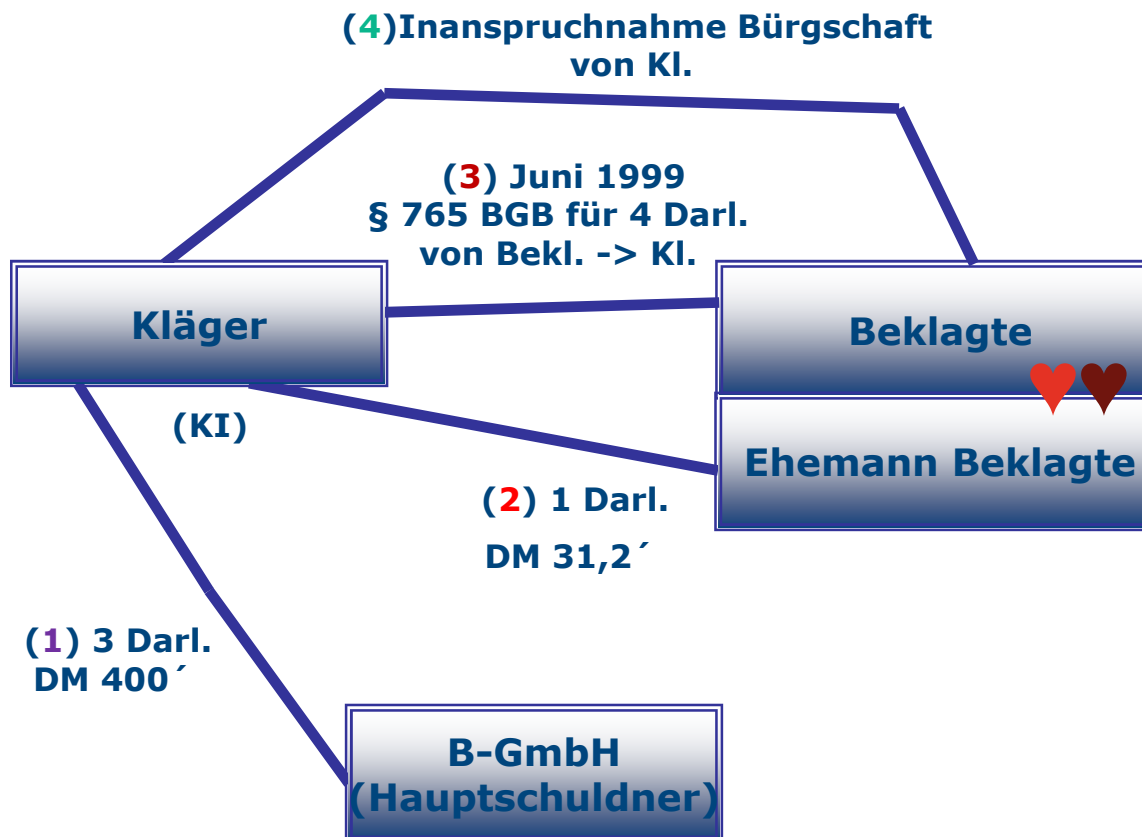 (4)Inanspruchnahme Bürgschaft
von Kl.
(3) Juni 1999
§ 765 BGB für 4 Darl.
von Bekl. -> Kl.
Kläger
Beklagte
(KI)
Ehemann Beklagte
(2) 1 Darl.
DM 31,2´
(1) 3 Darl.
DM 400´
B-GmbH
(Hauptschuldner)